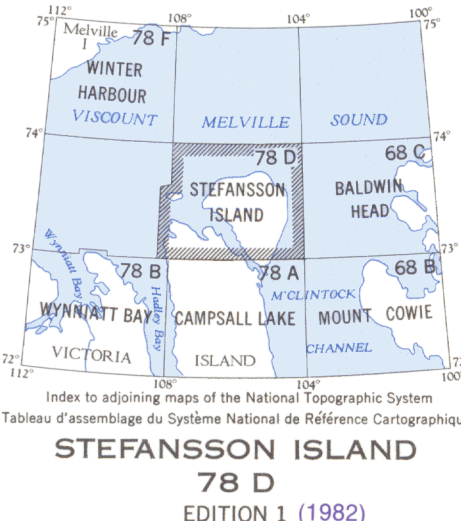 112°
108°
104°
100°
75°
75°
Melville
I
78 F
WINTER
HARBOUR
VISCOUNT MELVILLE SOUND
74°
74°
78 D
68 C
STEFANSSON
ISLAND
BALDWIN
HEAD
73°
73°
Wynniatt Bay
78 B
Hadley Bay
78 A
68 B
M'CLINTOCK
WYNNIATT BAY
CAMPSALL LAKE
MOUNT COWIE
VICTORIA
ISLAND
CHANNEL
72°
112°
108°
104°
100°
Index to adjoining maps of the National Topographic System
Tableau d'assemblage du Système National de Référence Cartographiqu
STEFANSSON ISLAND
78 D
EDITION 1 (1982)